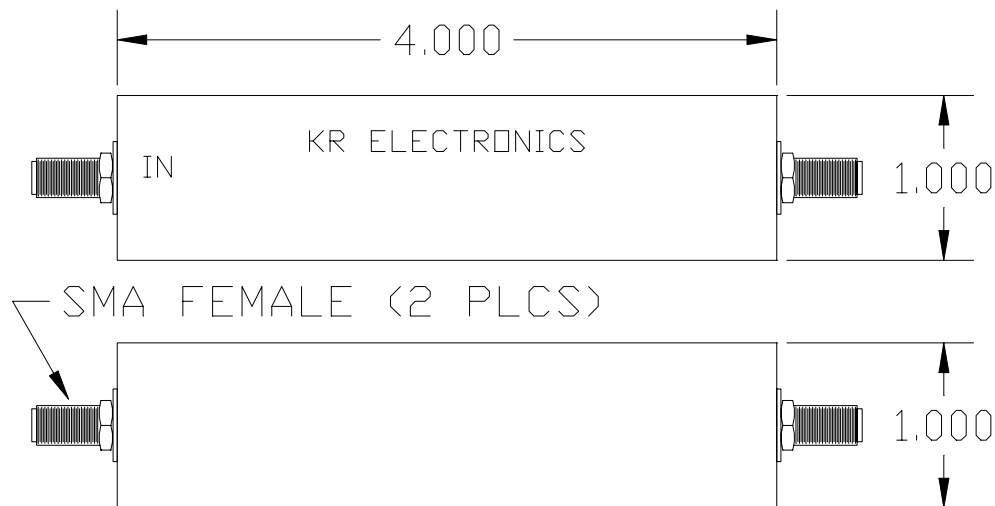 4.000
KR ELECTRONICS
IN
1.000
SMA FEMALE (2 PLCS)
1.000